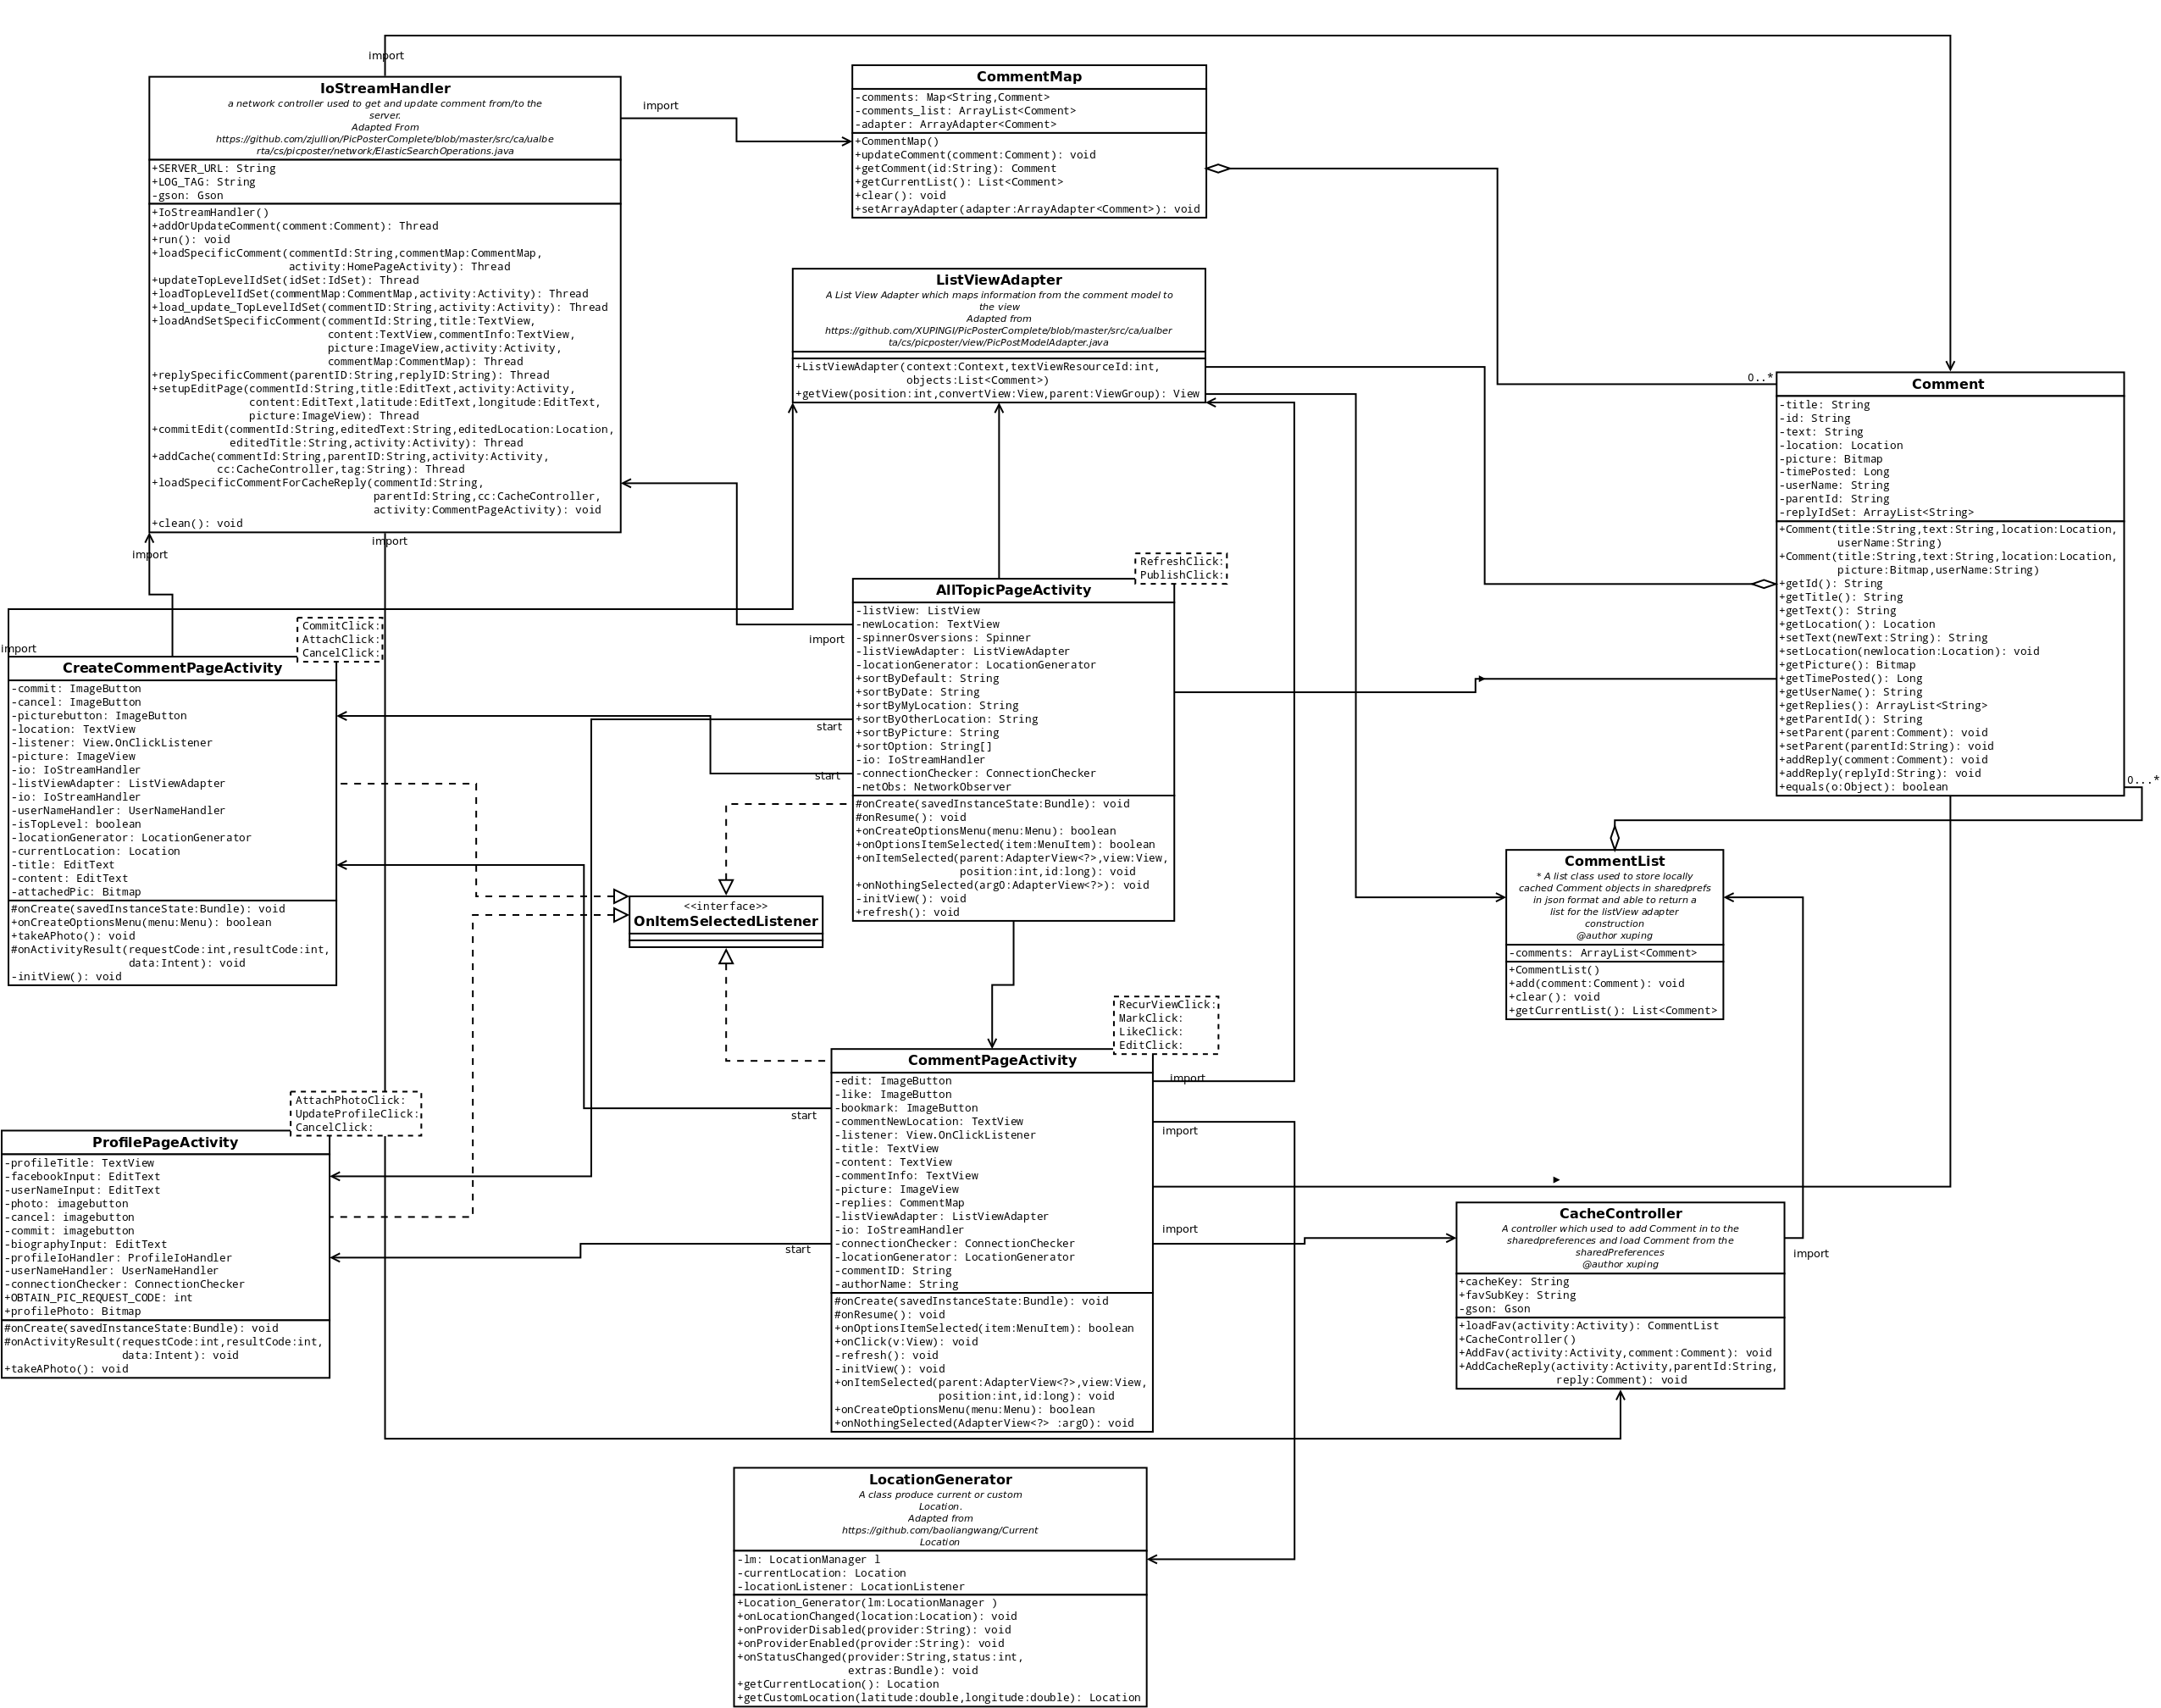 import
IoStreamHandler
a network controller used to get and update comment from/to the
server.
Adapted From
https://github.com/zjullion/PicPosterComplete/blob/master/src/ca/ualbe
rta/cs/picposter/network/ElasticSearchOperations.java
+SERVER_URL: String
+LOG_TAG: String
-gson: Gson
+IoStreamHandler()
+addOrUpdateComment(comment:Comment): Thread
+run(): void
+loadSpecificComment(commentId:String,commentMap:CommentMap,
activity:HomePageActivity): Thread
+updateTopLevelIdSet(idSet:IdSet): Thread
+loadTopLevelIdSet(commentMap:CommentMap,activity:Activity): Thread
+load_update_TopLevelIdSet(commentID:String,activity:Activity): Thread
+loadAndSetSpecificComment(commentId:String,title:TextView,
content:TextView,commentInfo:TextView,
picture:ImageView,activity:Activity,
commentMap:CommentMap): Thread
+replySpecificComment(parentID:String,replyID:String): Thread
+setupEditPage(commentId:String,title:EditText,activity:Activity,
content:EditText,latitude:EditText,longitude:EditText,
picture:ImageView): Thread
+commitEdit(commentId:String,editedText:String,editedLocation:Location,
editedTitle:String,activity:Activity): Thread
+addCache(commentId:String,parentID:String,activity:Activity,
cc:CacheController,tag:String): Thread
+loadSpecificCommentForCacheReply(commentId:String,
parentId:String,cc:CacheController,
activity:CommentPageActivity): void
+clean(): void
import
import
import
CommentMap
-comments: Map<String,Comment>
-comments_list: ArrayList<Comment>
-adapter: ArrayAdapter<Comment>
+CommentMap()
+updateComment(comment:Comment): void
+getComment(id:String): Comment
+getCurrentList(): List<Comment>
+clear(): void
+setArrayAdapter(adapter:ArrayAdapter<Comment>): void
ListViewAdapter
A List View Adapter which maps information from the comment model to
the view
Adapted from
https://github.com/XUPINGI/PicPosterComplete/blob/master/src/ca/ualber
ta/cs/picposter/view/PicPostModelAdapter.java
+ListViewAdapter(context:Context,textViewResourceId:int,
objects:List<Comment>)
+getView(position:int,convertView:View,parent:ViewGroup): View
0..*
Comment
-title: String
-id: String
-text: String
-location: Location
-picture: Bitmap
-timePosted: Long
-userName: String
-parentId: String
-replyIdSet: ArrayList<String>
+Comment(title:String,text:String,location:Location,
userName:String)
+Comment(title:String,text:String,location:Location,
picture:Bitmap,userName:String)
+getId(): String
+getTitle(): String
+getText(): String
+getLocation(): Location
+setText(newText:String): String
+setLocation(newlocation:Location): void
+getPicture(): Bitmap
+getTimePosted(): Long
+getUserName(): String
+getReplies(): ArrayList<String>
+getParentId(): String
+setParent(parent:Comment): void
+setParent(parentId:String): void
+addReply(comment:Comment): void
+addReply(replyId:String): void
+equals(o:Object): boolean
0...*
RefreshClick:
PublishClick:
AllTopicPageActivity
-listView: ListView
-newLocation: TextView
-spinnerOsversions: Spinner
-listViewAdapter: ListViewAdapter
-locationGenerator: LocationGenerator
+sortByDefault: String
+sortByDate: String
+sortByMyLocation: String
+sortByOtherLocation: String
+sortByPicture: String
+sortOption: String[]
-io: IoStreamHandler
-connectionChecker: ConnectionChecker
-netObs: NetworkObserver
#onCreate(savedInstanceState:Bundle): void
#onResume(): void
+onCreateOptionsMenu(menu:Menu): boolean
+onOptionsItemSelected(item:MenuItem): boolean
+onItemSelected(parent:AdapterView<?>,view:View,
position:int,id:long): void
+onNothingSelected(arg0:AdapterView<?>): void
-initView(): void
+refresh(): void
import
start
start
import
CommitClick:
AttachClick:
CancelClick:
CreateCommentPageActivity
-commit: ImageButton
-cancel: ImageButton
-picturebutton: ImageButton
-location: TextView
-listener: View.OnClickListener
-picture: ImageView
-io: IoStreamHandler
-listViewAdapter: ListViewAdapter
-io: IoStreamHandler
-userNameHandler: UserNameHandler
-isTopLevel: boolean
-locationGenerator: LocationGenerator
-currentLocation: Location
-title: EditText
-content: EditText
-attachedPic: Bitmap
#onCreate(savedInstanceState:Bundle): void
+onCreateOptionsMenu(menu:Menu): boolean
+takeAPhoto(): void
#onActivityResult(requestCode:int,resultCode:int,
data:Intent): void
-initView(): void
<<interface>>
OnItemSelectedListener
CommentList
* A list class used to store locally
cached Comment objects in sharedprefs
in json format and able to return a
list for the listView adapter
construction
@author xuping
-comments: ArrayList<Comment>
+CommentList()
+add(comment:Comment): void
+clear(): void
+getCurrentList(): List<Comment>
RecurViewClick:
MarkClick:
LikeClick:
EditClick:
CommentPageActivity
-edit: ImageButton
-like: ImageButton
-bookmark: ImageButton
-commentNewLocation: TextView
-listener: View.OnClickListener
-title: TextView
-content: TextView
-commentInfo: TextView
-picture: ImageView
-replies: CommentMap
-listViewAdapter: ListViewAdapter
-io: IoStreamHandler
-connectionChecker: ConnectionChecker
-locationGenerator: LocationGenerator
-commentID: String
-authorName: String
#onCreate(savedInstanceState:Bundle): void
#onResume(): void
+onOptionsItemSelected(item:MenuItem): boolean
+onClick(v:View): void
-refresh(): void
-initView(): void
+onItemSelected(parent:AdapterView<?>,view:View,
position:int,id:long): void
+onCreateOptionsMenu(menu:Menu): boolean
+onNothingSelected(AdapterView<?> :arg0): void
import
import
import
start
start
AttachPhotoClick:
UpdateProfileClick:
CancelClick:
ProfilePageActivity
-profileTitle: TextView
-facebookInput: EditText
-userNameInput: EditText
-photo: imagebutton
-cancel: imagebutton
-commit: imagebutton
-biographyInput: EditText
-profileIoHandler: ProfileIoHandler
-userNameHandler: UserNameHandler
-connectionChecker: ConnectionChecker
+OBTAIN_PIC_REQUEST_CODE: int
+profilePhoto: Bitmap
#onCreate(savedInstanceState:Bundle): void
#onActivityResult(requestCode:int,resultCode:int,
data:Intent): void
+takeAPhoto(): void
CacheController
A controller which used to add Comment in to the
sharedpreferences and load Comment from the
sharedPreferences
@author xuping
+cacheKey: String
+favSubKey: String
-gson: Gson
+loadFav(activity:Activity): CommentList
+CacheController()
+AddFav(activity:Activity,comment:Comment): void
+AddCacheReply(activity:Activity,parentId:String,
reply:Comment): void
import
LocationGenerator
A class produce current or custom
Location.
Adapted from
https://github.com/baoliangwang/Current
Location
-lm: LocationManager l
-currentLocation: Location
-locationListener: LocationListener
+Location_Generator(lm:LocationManager )
+onLocationChanged(location:Location): void
+onProviderDisabled(provider:String): void
+onProviderEnabled(provider:String): void
+onStatusChanged(provider:String,status:int,
extras:Bundle): void
+getCurrentLocation(): Location
+getCustomLocation(latitude:double,longitude:double): Location